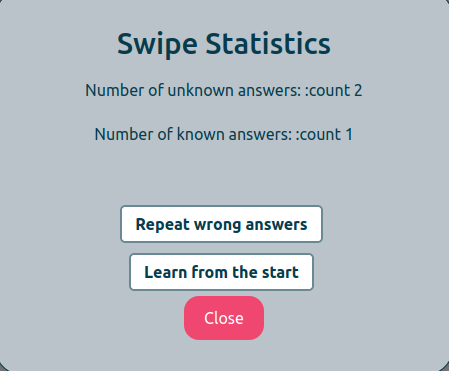 Swipe Statistics
Number of unknown answers: :count 2
Number of known answers: :count 1
Repeat wrong answers
Learn from the start
Close